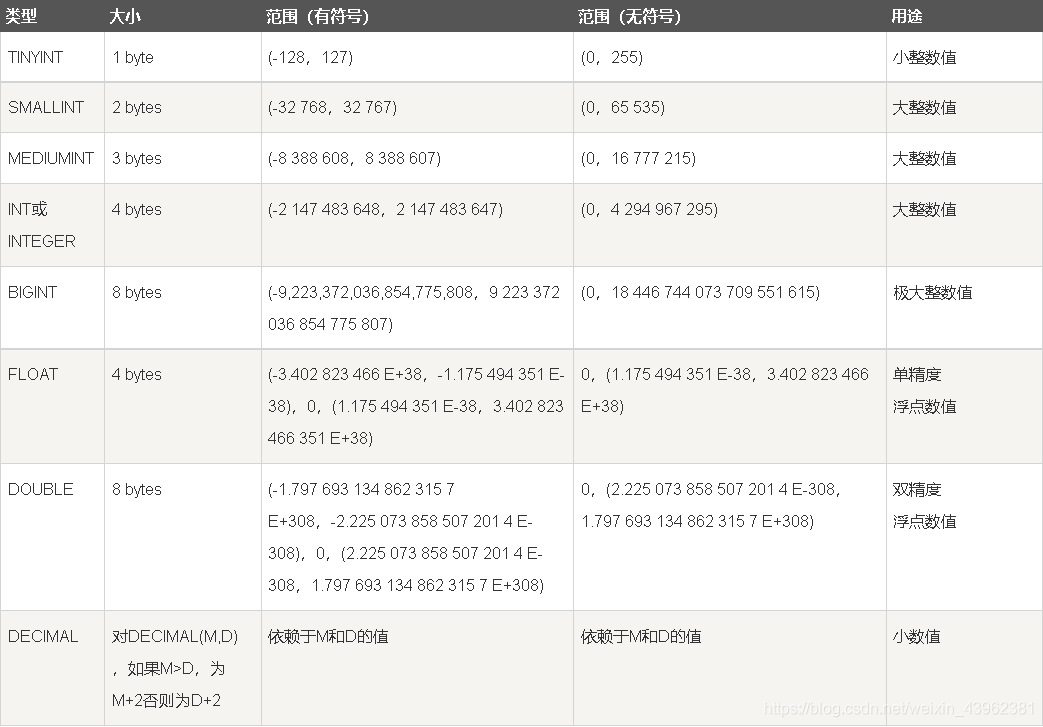 类型 大小 范围（有符号） 范围（无符号） 用途
TINYINT 1 byte (-128，127) (0，255) 小整数值
SMALLINT 2 bytes (-32 768，32 767) (0，65 535) 大整数值
MEDIUMINT 3 bytes (-8 388 608，8 388 607) (0，16 777 215) 大整数值
INT或 4 bytes (-2 147 483 648，2 147 483 647) (0，4 294 967 295) 大整数值
INTEGER
BIGINT 8 bytes (-9,223,372,036,854,775,808，9 223 372 (0，18 446 744 073 709 551 615) 极大整数值
036 854 775 807)
FLOAT 4 bytes (-3.402 823 466 E+38，-1.175 494 351 E- 0，(1.175 494 351 E-38，3.402 823 466 单精度
38)，0，(1.175 494 351 E-38，3.402 823 E+38) 浮点数值
466 351 E+38)
DOUBLE 8 bytes (-1.797 693 134 862 315 7 0，(2.225 073 858 507 201 4 E-308， 双精度
E+308，-2.225 073 858 507 201 4 E- 1.797 693 134 862 315 7 E+308) 浮点数值
308)，0，(2.225 073 858 507 201 4 E-
308，1.797 693 134 862 315 7 E+308)
DECIMAL 对DECIMAL(M,D) 依赖于M和D的值 依赖于M和D的值 小数值
，如果M>D，为
M+2否则为D+2
https://blog.csdn.net/weixin_43962381